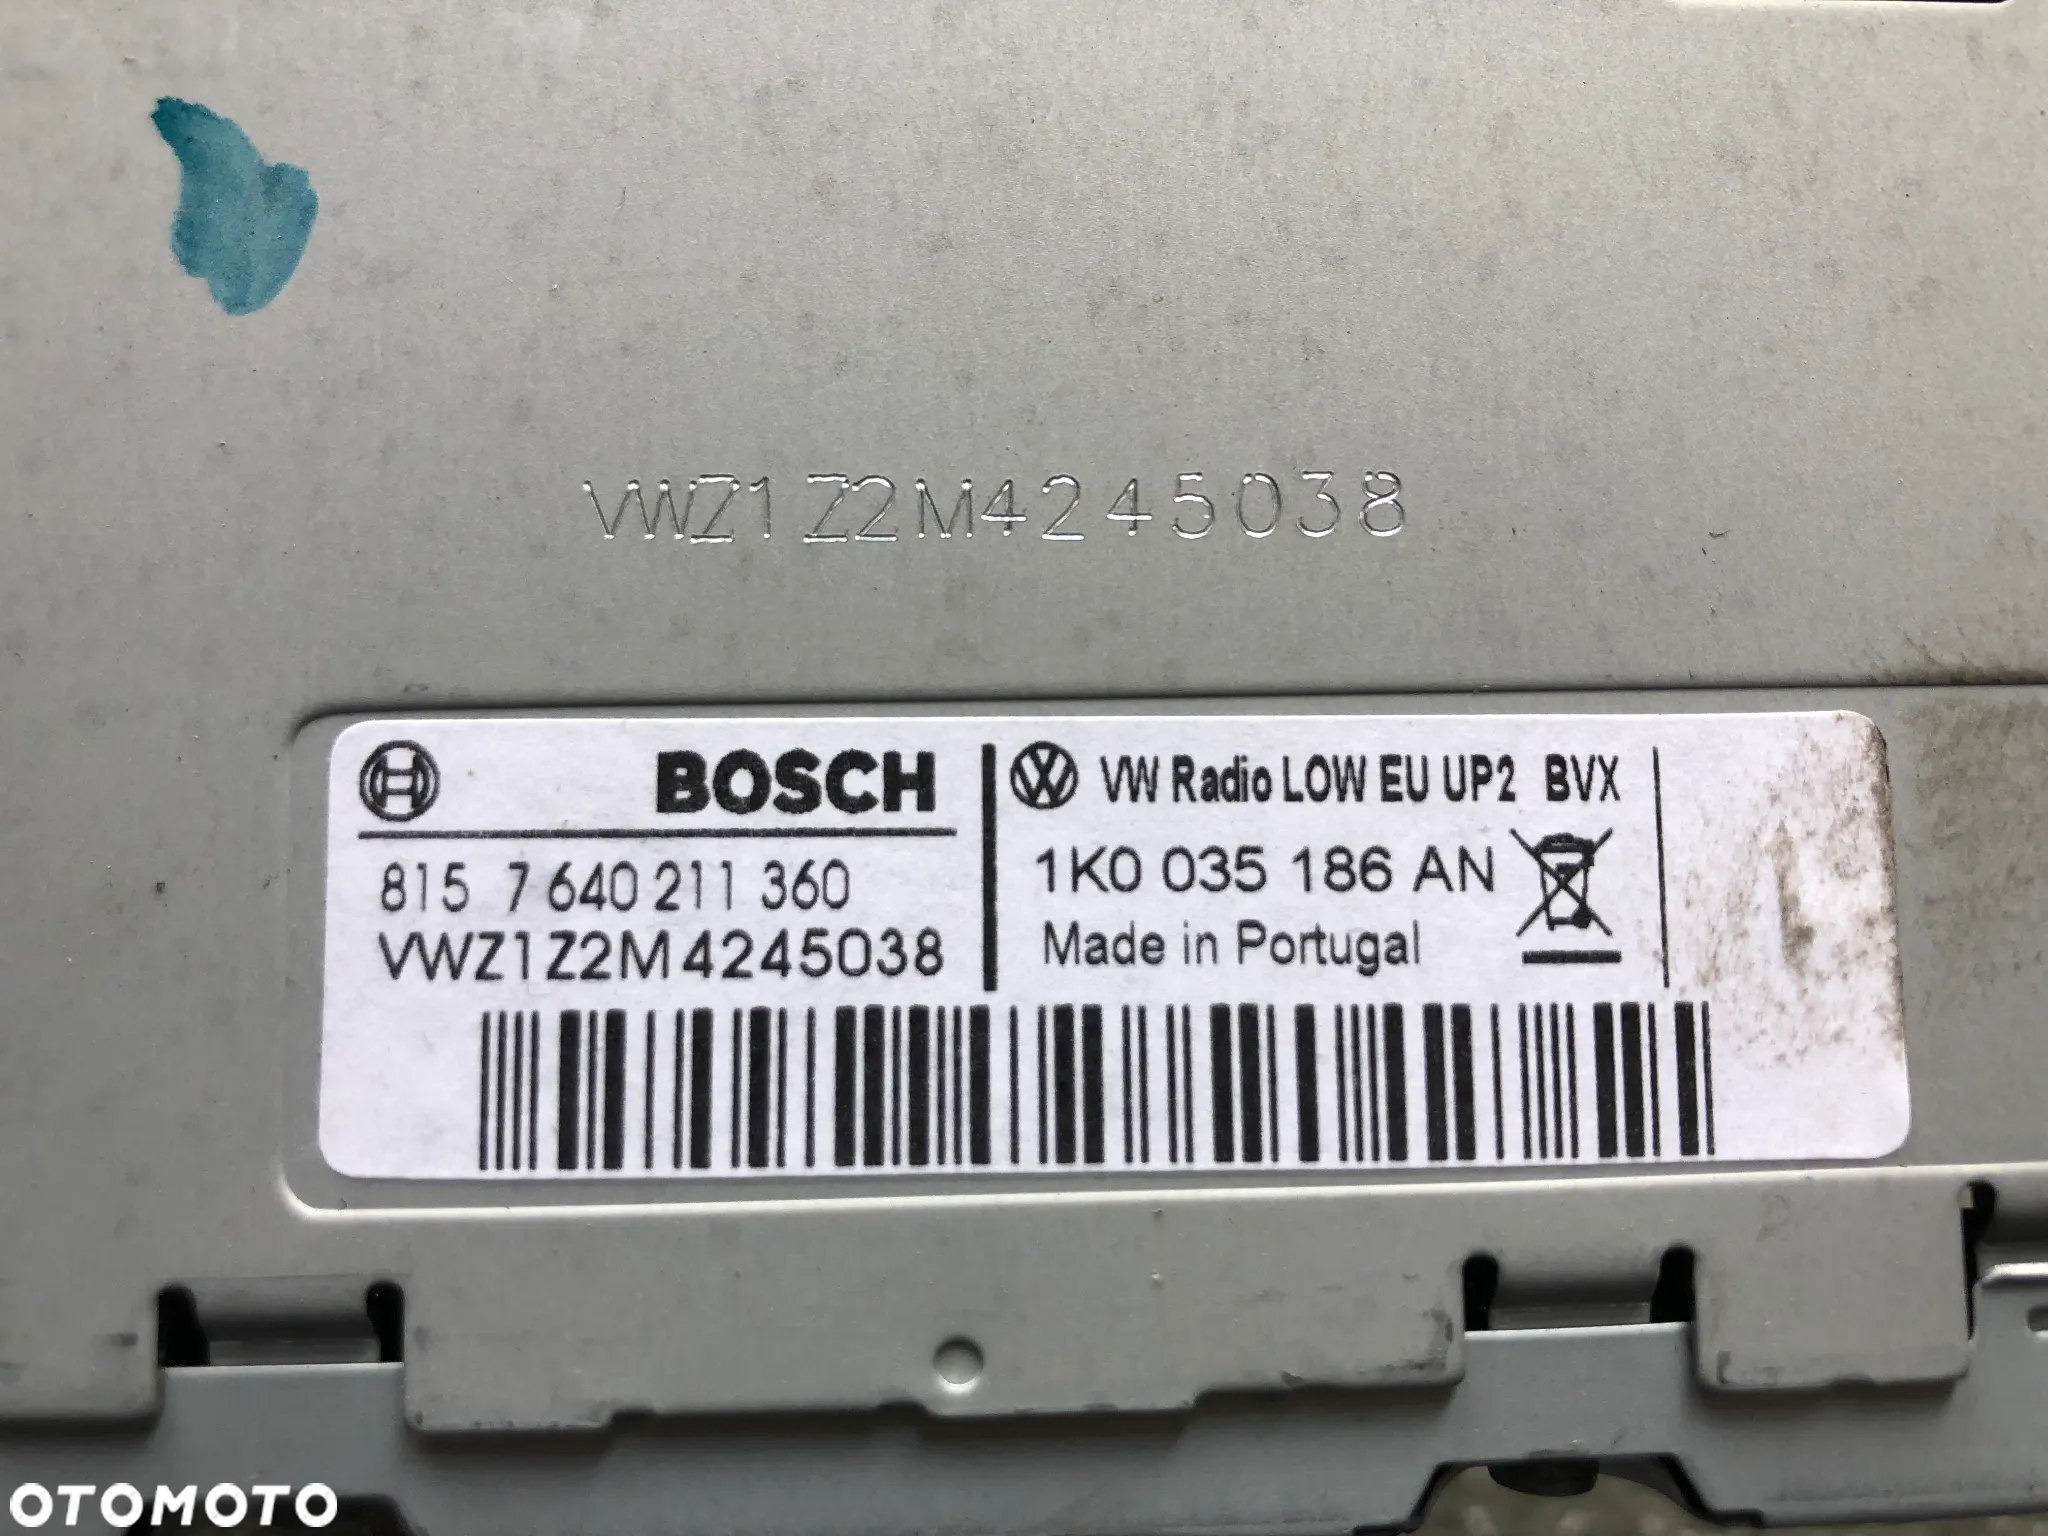 VWZ1Z2M4245038
BOSCH
815 7 640 211 360
VWZ1Z2M4245038
VW Radio LOW EU UP2 BVX
1K0 035 186 AN
Made in Portugal
OTOMOTO